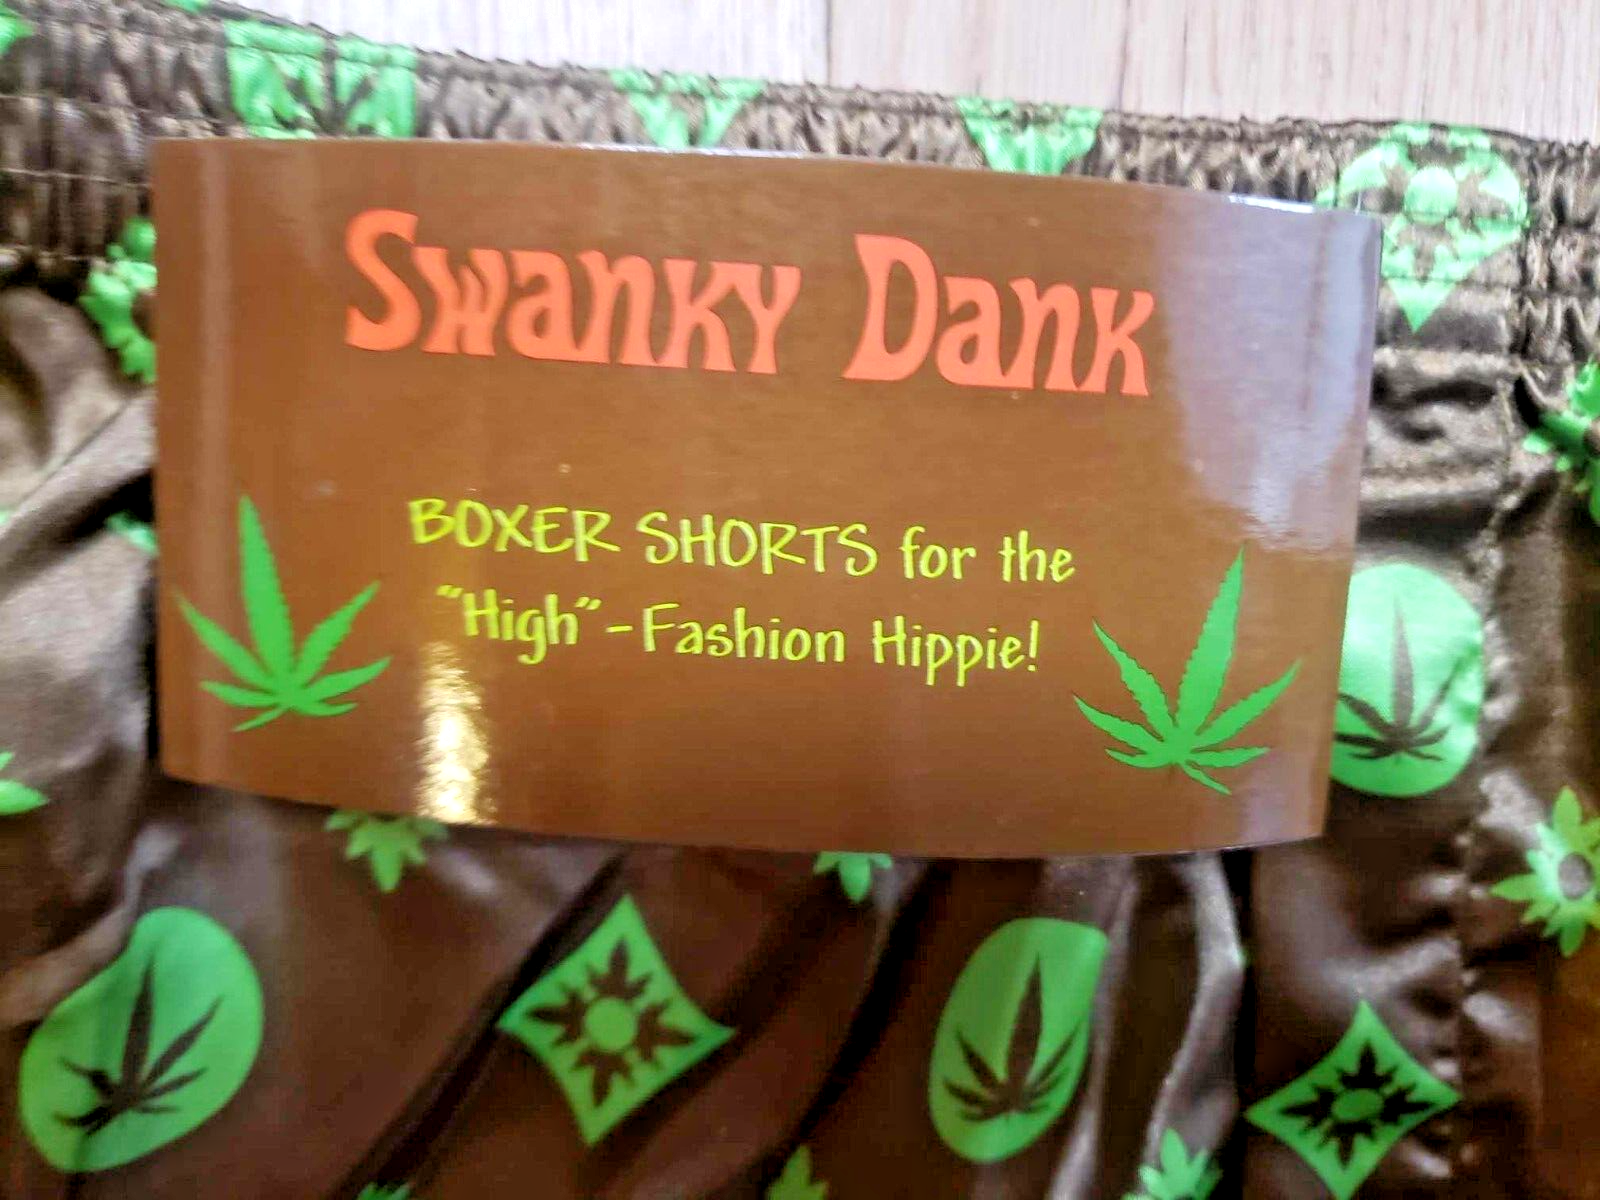 Swanky Dank
BOXER SHORTS for the
"High"-Fashion Hippie!